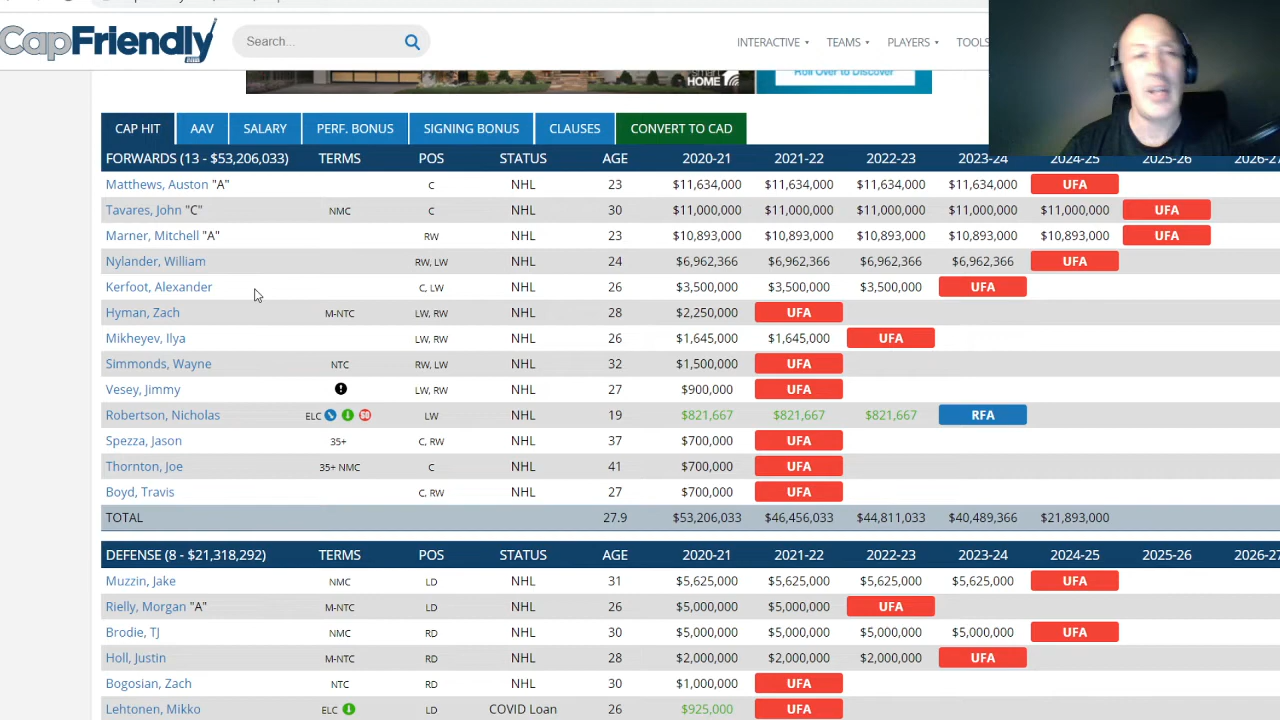 CapFriendly Search... INTERACTIVE TEAMS PLAYERS TOOLS
smart HOME Roll Over to Discover
CAP HIT AAV SALARY PERF. BONUS SIGNING BONUS CLAUSES CONVERT TO CAD
FORWARDS (13 - $53,206,033) TERMS POS STATUS AGE 2020-21 2021-22 2022-23 2023-24 2024-25 2025-26 2026-27
Matthews, Auston "A" C NHL 23 $11,634,000 $11,634,000 $11,634,000 $11,634,000 UFA
Tavares, John "C" NMC C NHL 30 $11,000,000 $11,000,000 $11,000,000 $11,000,000 $11,000,000 UFA
Marner, Mitchell "A" RW NHL 23 $10,893,000 $10,893,000 $10,893,000 $10,893,000 $10,893,000 UFA
Nylander, William RW, LW NHL 24 $6,962,366 $6,962,366 $6,962,366 $6,962,366 UFA
Kerfoot, Alexander C, LW NHL 26 $3,500,000 $3,500,000 $3,500,000 UFA
Hyman, Zach M-NTC LW, RW NHL 28 $2,250,000 UFA
Mikheyev, Ilya LW, RW NHL 26 $1,645,000 $1,645,000 UFA
Simmonds, Wayne NTC RW, LW NHL 32 $1,500,000 UFA
Vesey, Jimmy LW, RW NHL 27 $900,000 UFA
Robertson, Nicholas ELC LW NHL 19 $821,667 $821,667 $821,667 RFA
Spezza, Jason 35+ C, RW NHL 37 $700,000 UFA
Thornton, Joe 35+ NMC C NHL 41 $700,000 UFA
Boyd, Travis C, RW NHL 27 $700,000 UFA
TOTAL 27.9 $53,206,033 $46,456,033 $44,811,033 $40,489,366 $21,893,000
DEFENSE (8 - $21,318,292) TERMS POS STATUS AGE 2020-21 2021-22 2022-23 2023-24 2024-25 2025-26 2026-27
Muzzin, Jake NMC LD NHL 31 $5,625,000 $5,625,000 $5,625,000 $5,625,000 UFA
Rielly, Morgan "A" M-NTC LD NHL 26 $5,000,000 $5,000,000 UFA
Brodie, TJ NMC RD NHL 30 $5,000,000 $5,000,000 $5,000,000 $5,000,000 UFA
Holl, Justin M-NTC RD NHL 28 $2,000,000 $2,000,000 $2,000,000 UFA
Bogosian, Zach NTC RD NHL 30 $1,000,000 UFA
Lehtonen, Mikko ELC LD COVID Loan 26 $925,000 UFA